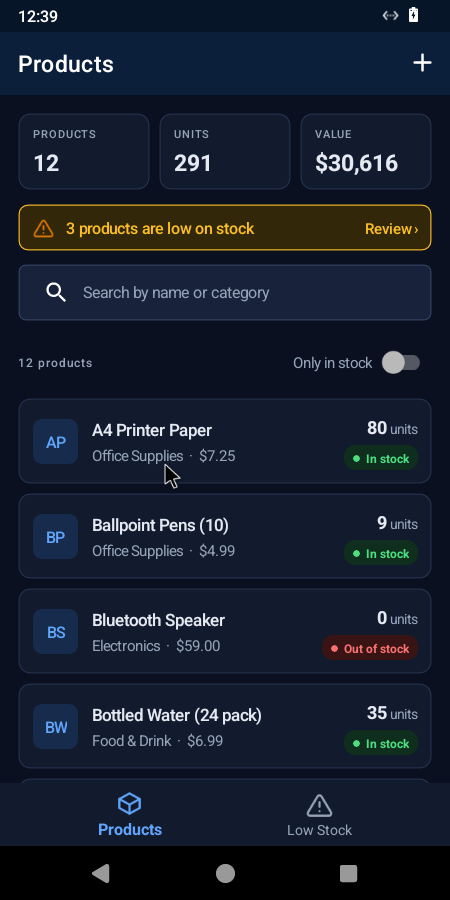 12:39
Products
PRODUCTS
12
UNITS
291
VALUE
$30,616
3 products are low on stock
Review ›
Search by name or category
12 products
Only in stock
AP
A4 Printer Paper
Office Supplies · $7.25
80 units
In stock
BP
Ballpoint Pens (10)
Office Supplies · $4.99
9 units
In stock
BS
Bluetooth Speaker
Electronics · $59.00
0 units
Out of stock
BW
Bottled Water (24 pack)
Food & Drink · $6.99
35 units
In stock
Products
Low Stock